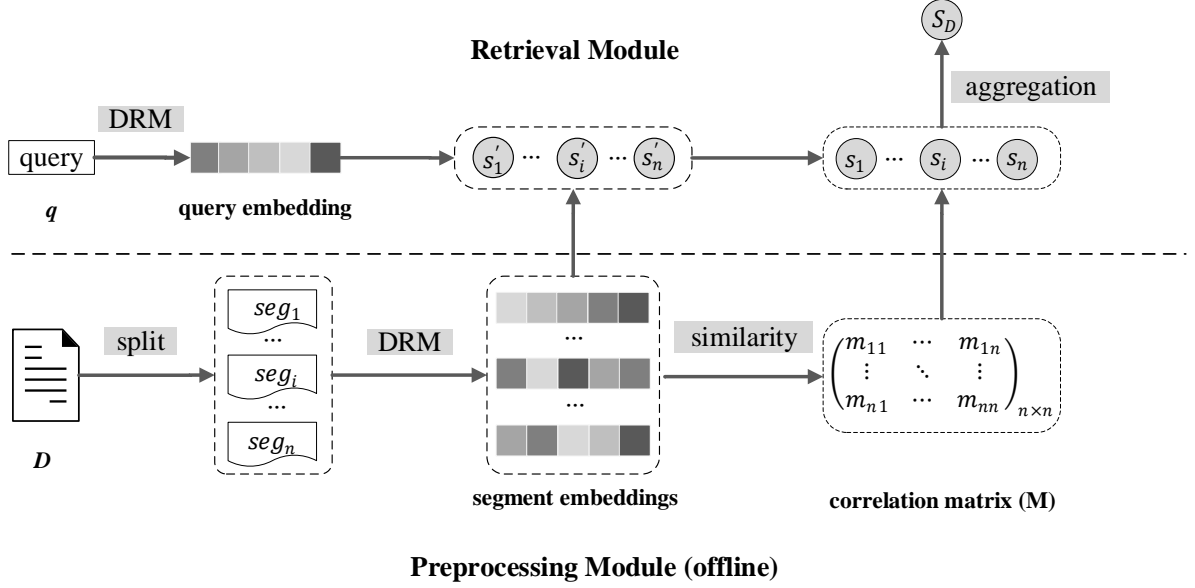 S_D
Retrieval Module
aggregation
DRM
query
s′_1 ... s′_i ... s′_n
s_1 ... s_i ... s_n
q
query embedding
seg_1
...
split
DRM
similarity
seg_i
...
seg_n
...
...
m_11 ⋯ m_1n
⋮ ⋱ ⋮
m_n1 ⋯ m_nn
n×n
D
segment embeddings
correlation matrix (M)
Preprocessing Module (offline)